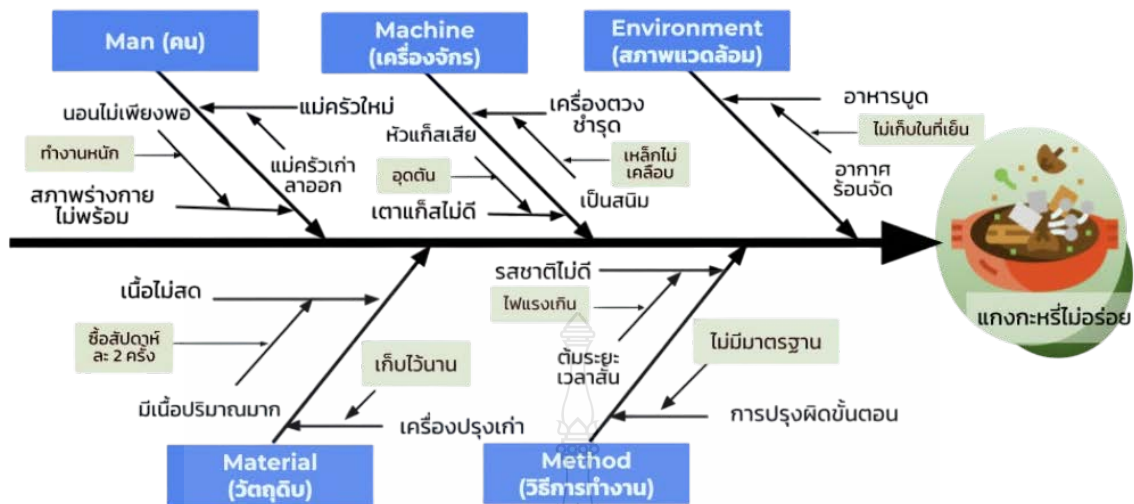 Man (คน)
Machine
(เครื่องจักร)
Environment
(สภาพแวดล้อม)
นอนไม่เพียงพอ
แม่ครัวใหม่
ทำงานหนัก
แม่ครัวเก่า
ลาออก
สภาพร่างกาย
ไม่พร้อม
เครื่องตวง
ชำรุด
หัวแก็สเสีย
เหล็กไม่
เคลือบ
อุดตัน
เป็นสนิม
เตาแก็สไม่ดี
อาหารบูด
ไม่เก็บในที่เย็น
อากาศ
ร้อนจัด
แกงกะหรี่ไม่อร่อย
เนื้อไม่สด
ซื้อสัปดาห์
ละ 2 ครั้ง
มีเนื้อปริมาณมาก
เก็บไว้นาน
เครื่องปรุงเก่า
รสชาติไม่ดี
ไฟแรงเกิน
ต้มระยะ
เวลาสั้น
ไม่มีมาตรฐาน
การปรุงผิดขั้นตอน
Material
(วัตถุดิบ)
Method
(วิธีการทำงาน)